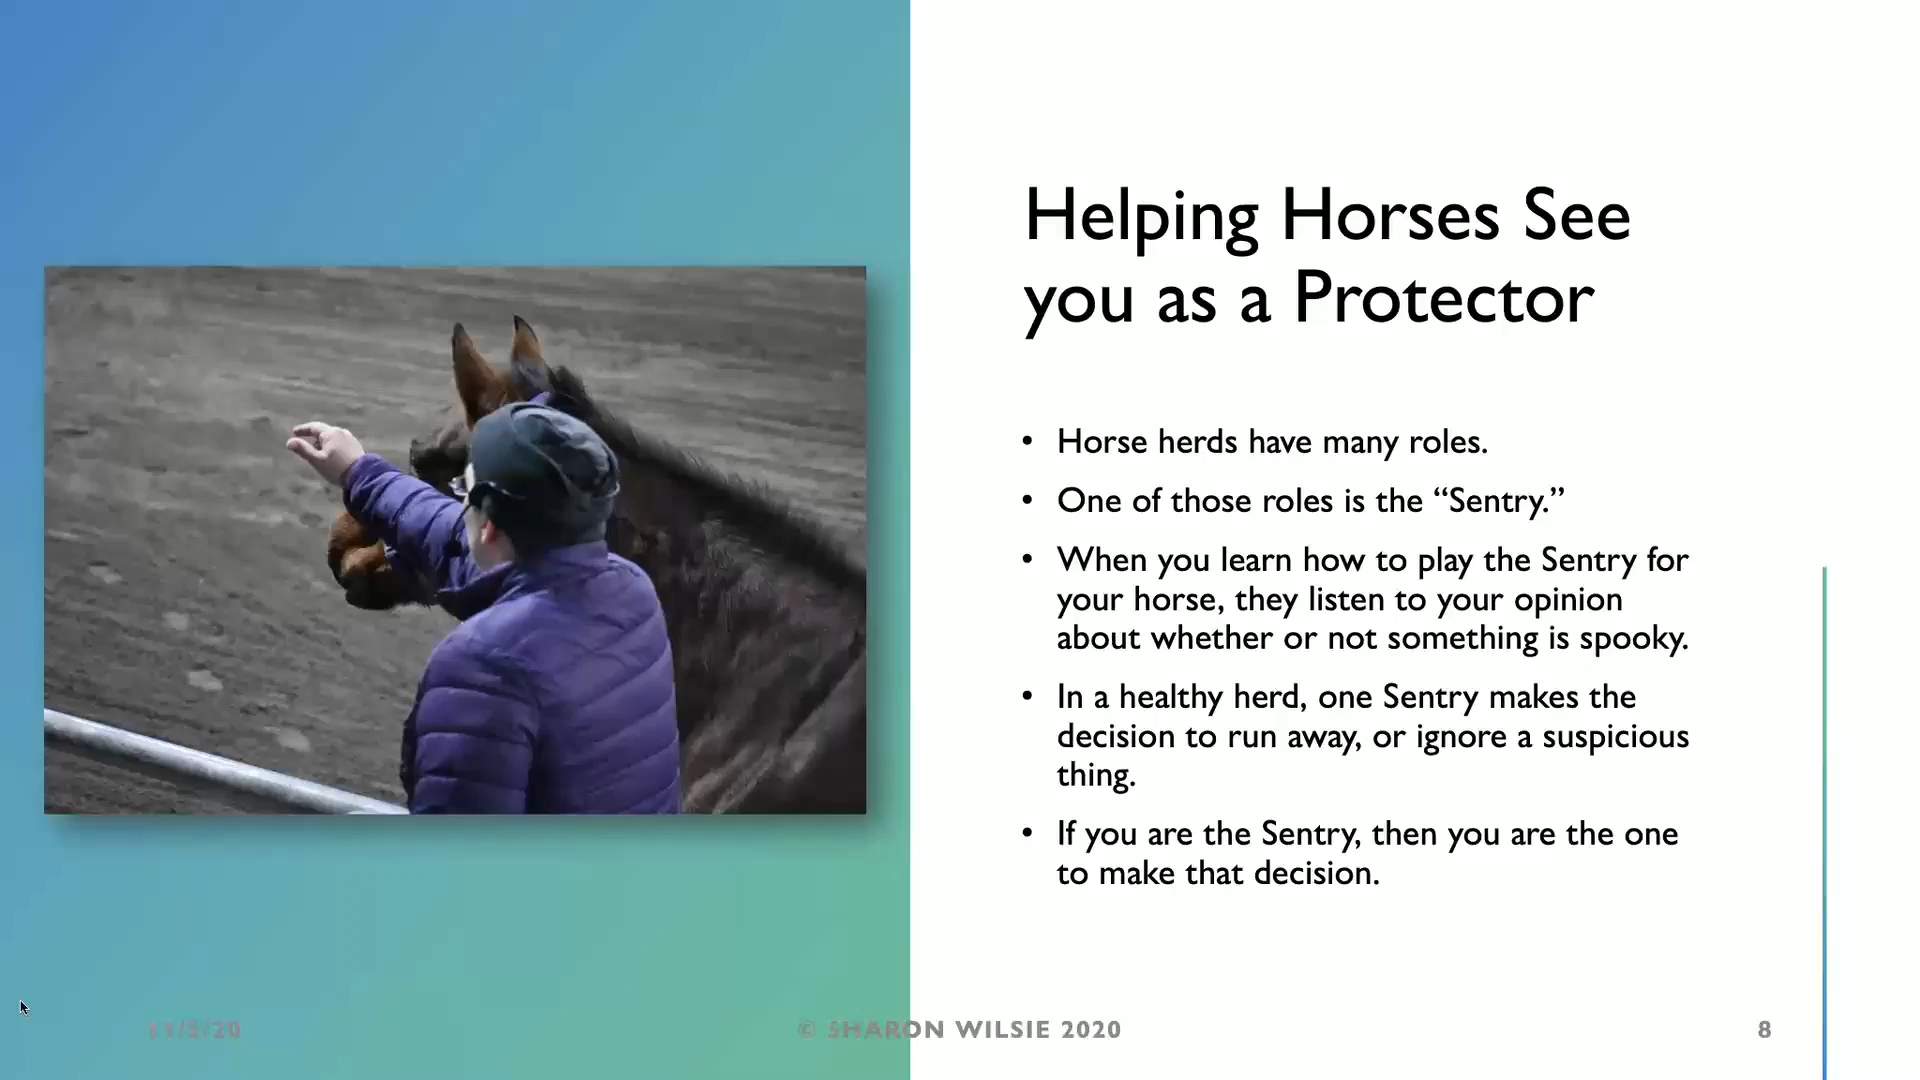 Helping Horses See
you as a Protector
• Horse herds have many roles.
• One of those roles is the “Sentry.”
• When you learn how to play the Sentry for
your horse, they listen to your opinion
about whether or not something is spooky.
• In a healthy herd, one Sentry makes the
decision to run away, or ignore a suspicious
thing.
• If you are the Sentry, then you are the one
to make that decision.
11/5/20
© SHARON WILSIE 2020
8